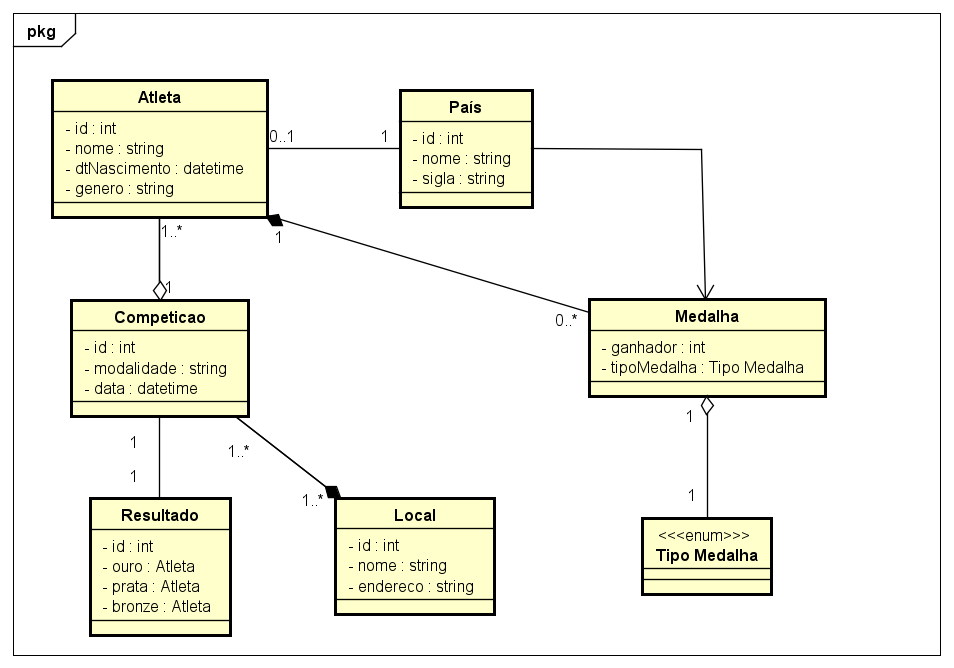 pkg
Atleta
- id : int
- nome : string
- dtNascimento : datetime
- genero : string
0..1
1
País
- id : int
- nome : string
- sigla : string
1..*
1
1
0..*
Competicao
- id : int
- modalidade : string
- data : datetime
Medalha
- ganhador : int
- tipoMedalha : Tipo Medalha
1
1
1..*
1..*
1
1
Resultado
- id : int
- ouro : Atleta
- prata : Atleta
- bronze : Atleta
Local
- id : int
- nome : string
- endereco : string
<<<enum>>>
Tipo Medalha